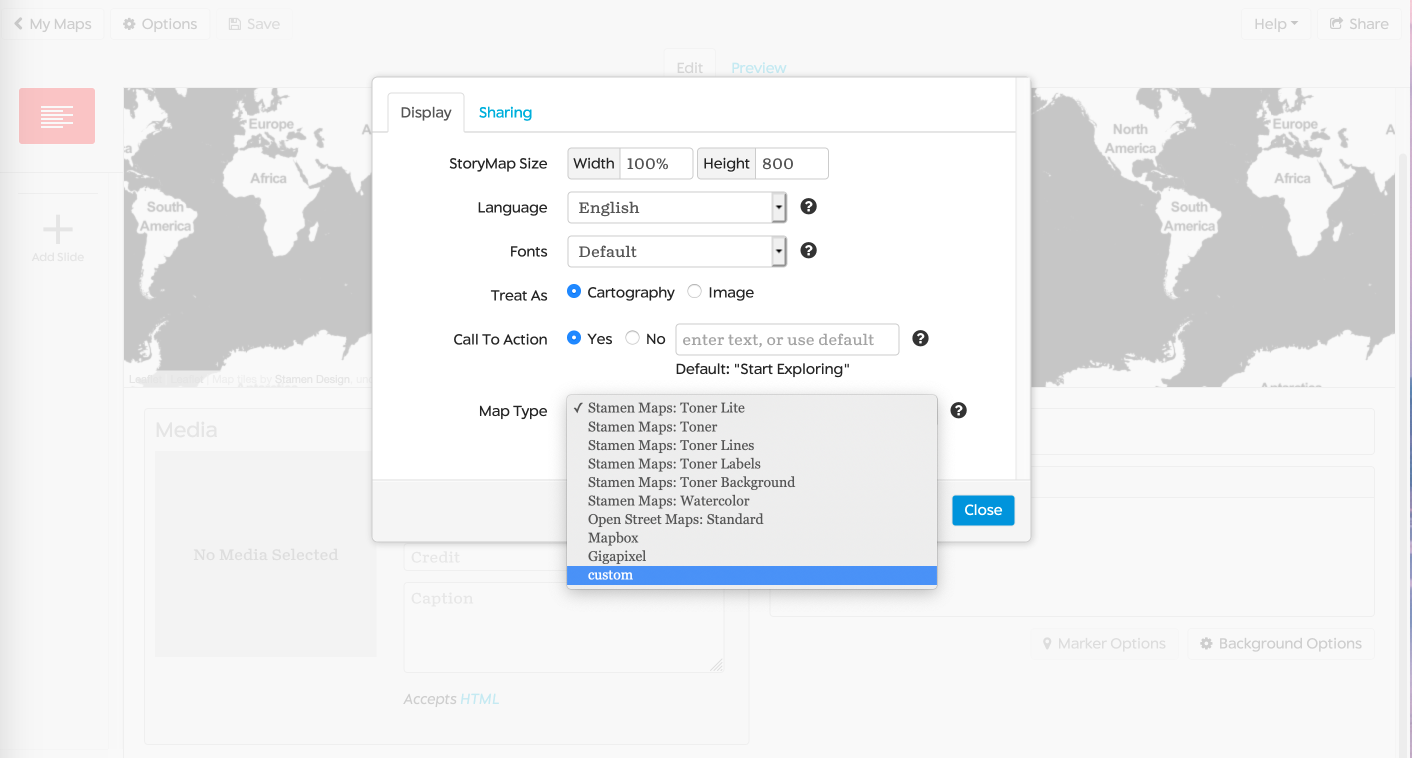 My Maps
Options
Save
Help
Share
Edit
Preview
Display
Sharing
StoryMap Size
Width
100%
Height
800
Language
English
Fonts
Default
Treat As
Cartography
Image
Call To Action
Yes
No
enter text, or use default
Default: "Start Exploring"
Map Type
✓ Stamen Maps: Toner Lite
Stamen Maps: Toner
Stamen Maps: Toner Lines
Stamen Maps: Toner Labels
Stamen Maps: Toner Background
Stamen Maps: Watercolor
Open Street Maps: Standard
Mapbox
Gigapixel
custom
Close
Add Slide
Europe
Africa
South
America
North
America
Europe
Africa
South
America
Antarctica
Map tiles by Stamen Design,
Media
No Media Selected
Credit
Caption
Accepts HTML
Marker Options
Background Options